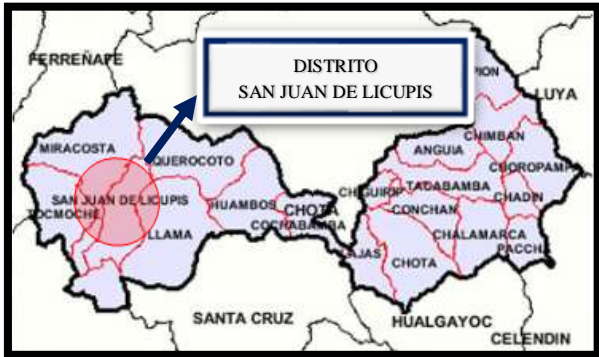 DISTRITO
SAN JUAN DE LICUPIS
FERREÑAFE
PION
LUYA
MIRACOSTA
QUEROCOTO
CHIMBAN
ANGUIA
CHOROPAMPA
SAN JUAN DE LICUPIS
HUAMBOS
CHOTA
CHIGUIRIP
TACABAMBA
CHADIN
TOCMOCHE
CONCHAN
COCHABAMBA
LLAMA
CHALAMARCA
PACCHA
LAJAS
CHOTA
SANTA CRUZ
HUALGAYOC
CELENDIN